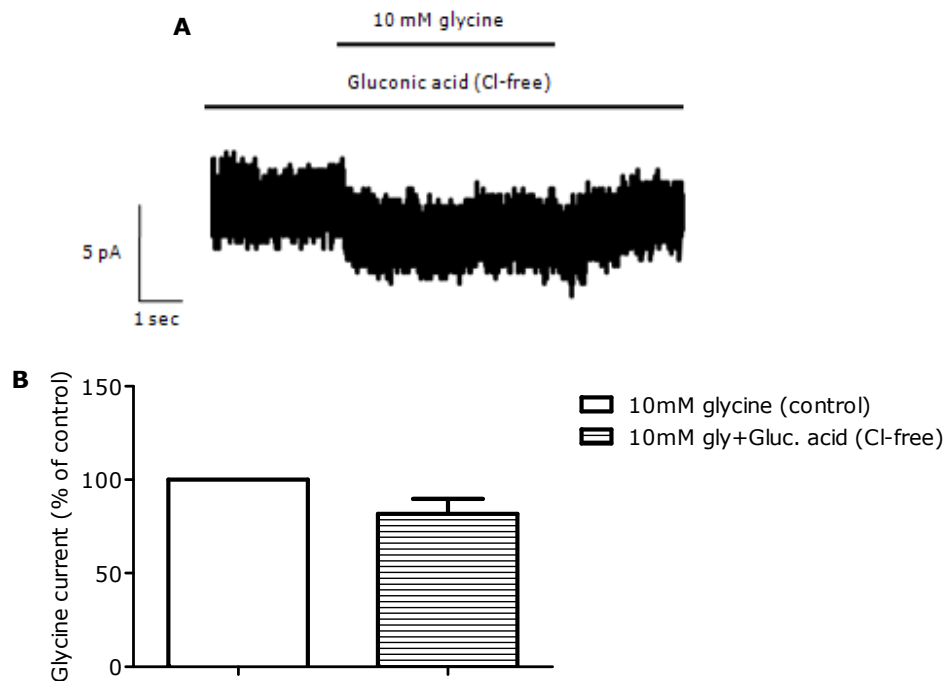 A
10 mM glycine
Gluconic acid (Cl-free)
5 pA
1 sec
B
Glycine current (% of control)
150
100
50
0
10mM glycine (control)
10mM gly+Gluc. acid (Cl-free)